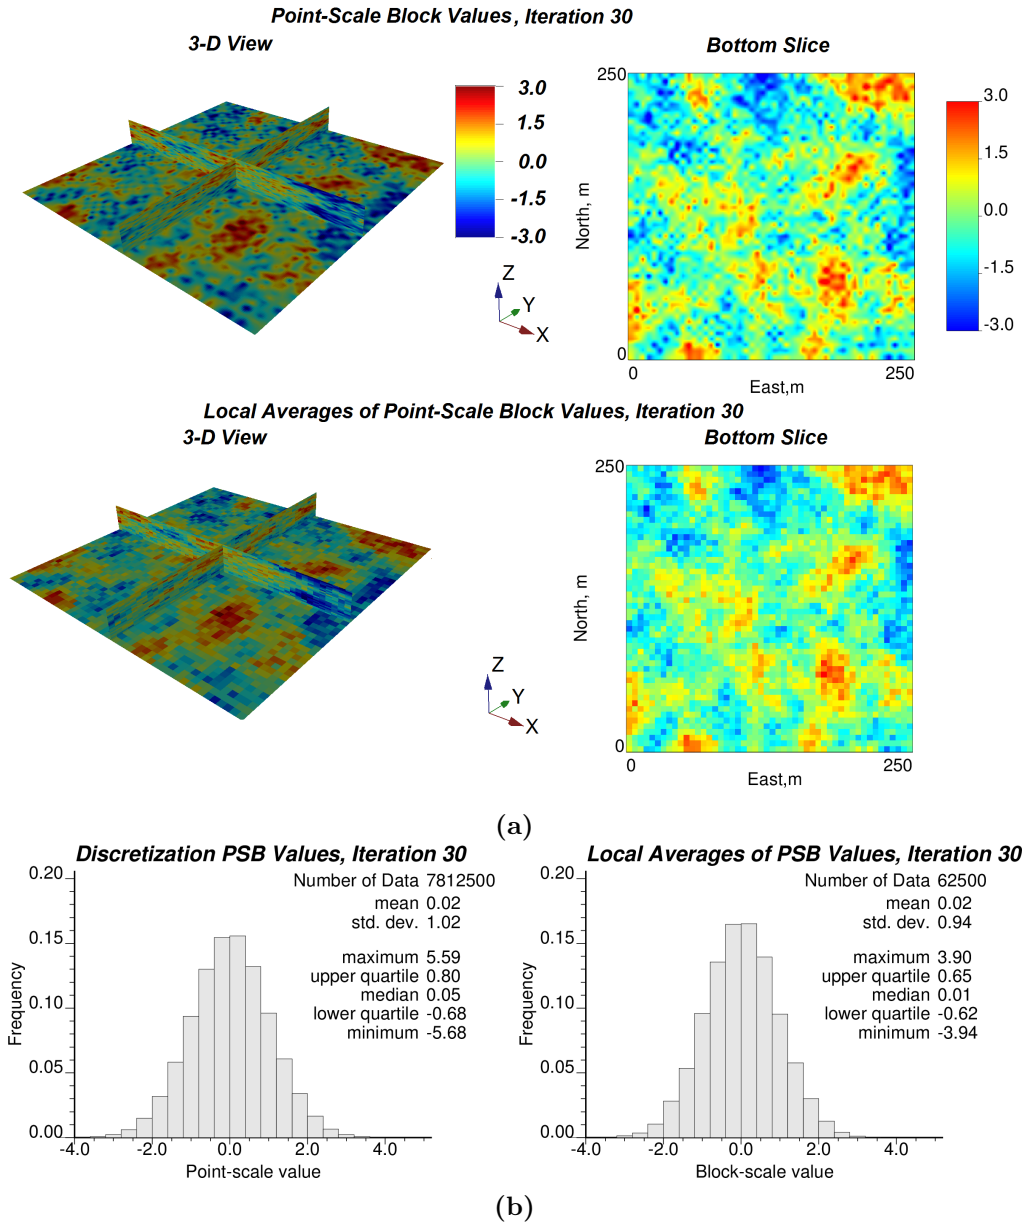 Point-Scale Block Values, Iteration 30
3-D View
Bottom Slice
3.0
1.5
0.0
-1.5
-3.0
Z
Y
X
250
North, m
0
0
250
East,m
3.0
1.5
0.0
-1.5
-3.0
Local Averages of Point-Scale Block Values, Iteration 30
3-D View
Bottom Slice
Z
Y
X
250
North, m
0
0
250
East,m
(a)
Discretization PSB Values, Iteration 30
Number of Data 7812500
mean 0.02
std. dev. 1.02
maximum 5.59
upper quartile 0.80
median 0.05
lower quartile -0.68
minimum -5.68
Frequency
0.20
0.15
0.10
0.05
0.00
-4.0
-2.0
0.0
2.0
4.0
Point-scale value
Local Averages of PSB Values, Iteration 30
Number of Data 62500
mean 0.02
std. dev. 0.94
maximum 3.90
upper quartile 0.65
median 0.01
lower quartile -0.62
minimum -3.94
Frequency
0.20
0.15
0.10
0.05
0.00
-4.0
-2.0
0.0
2.0
4.0
Block-scale value
(b)